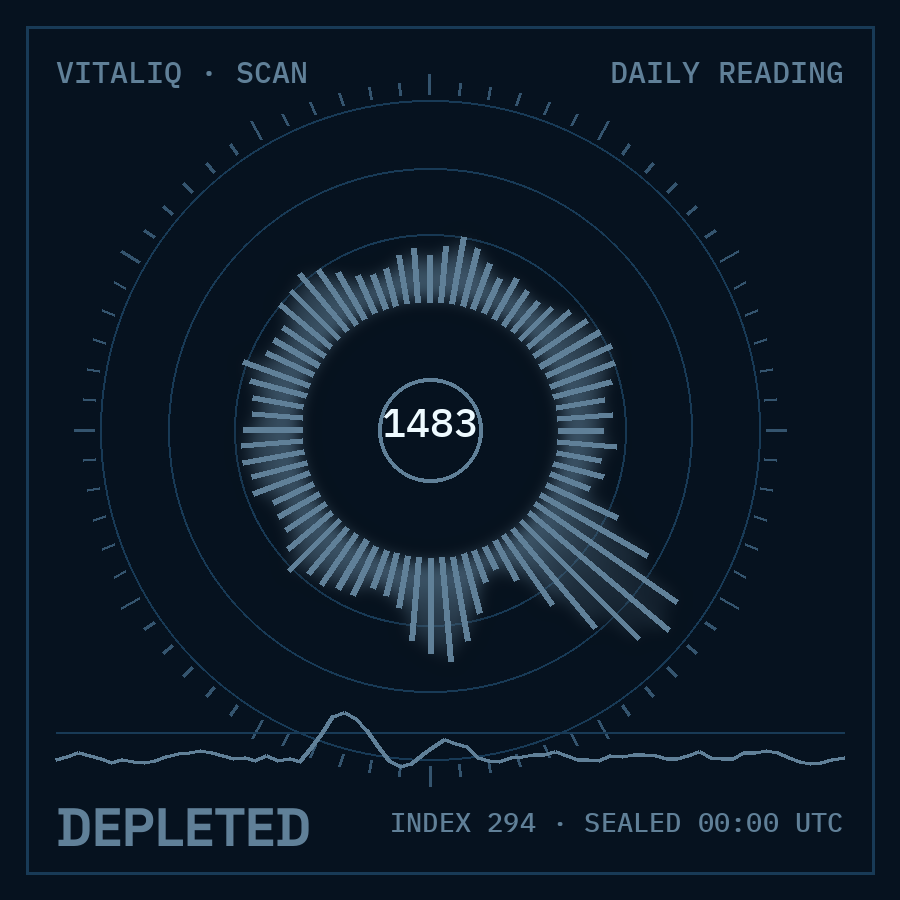 VITALIQ · SCAN
DAILY READING
1483
DEPLETED
INDEX 294 · SEALED 00:00 UTC